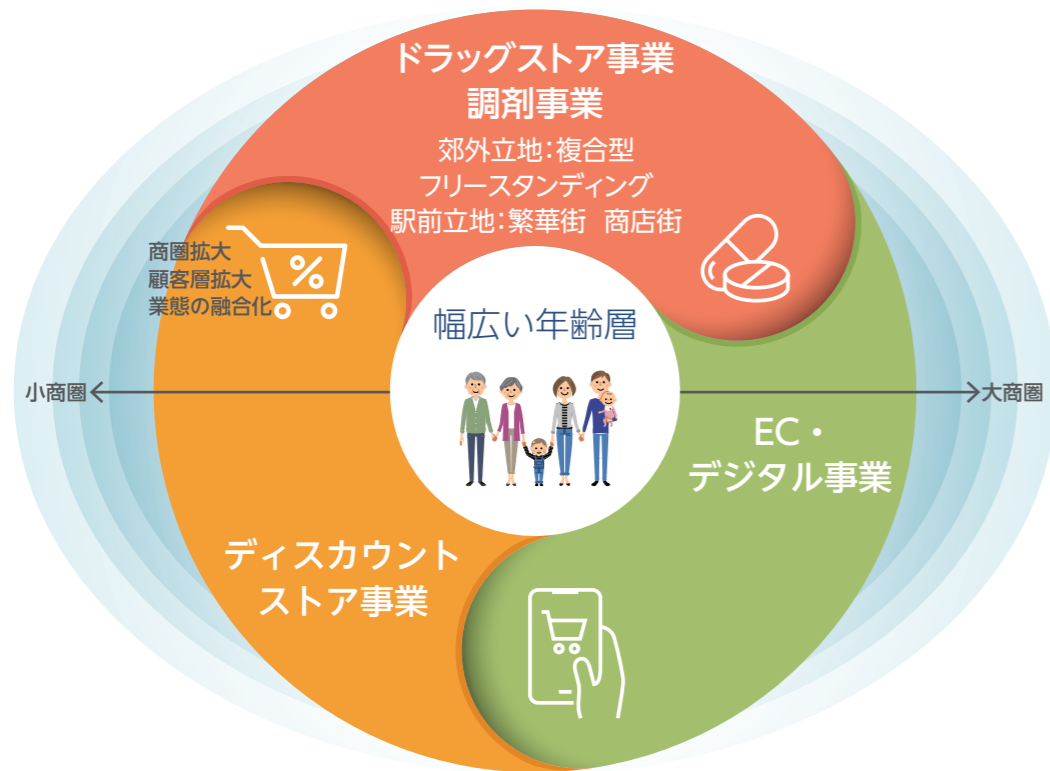 ドラッグストア事業
調剤事業
郊外立地：複合型
フリースタンディング
駅前立地：繁華街　商店街
商圏拡大
顧客層拡大
業態の融合化
%
幅広い年齢層
小商圏
大商圏
EC・
デジタル事業
ディスカウント
ストア事業